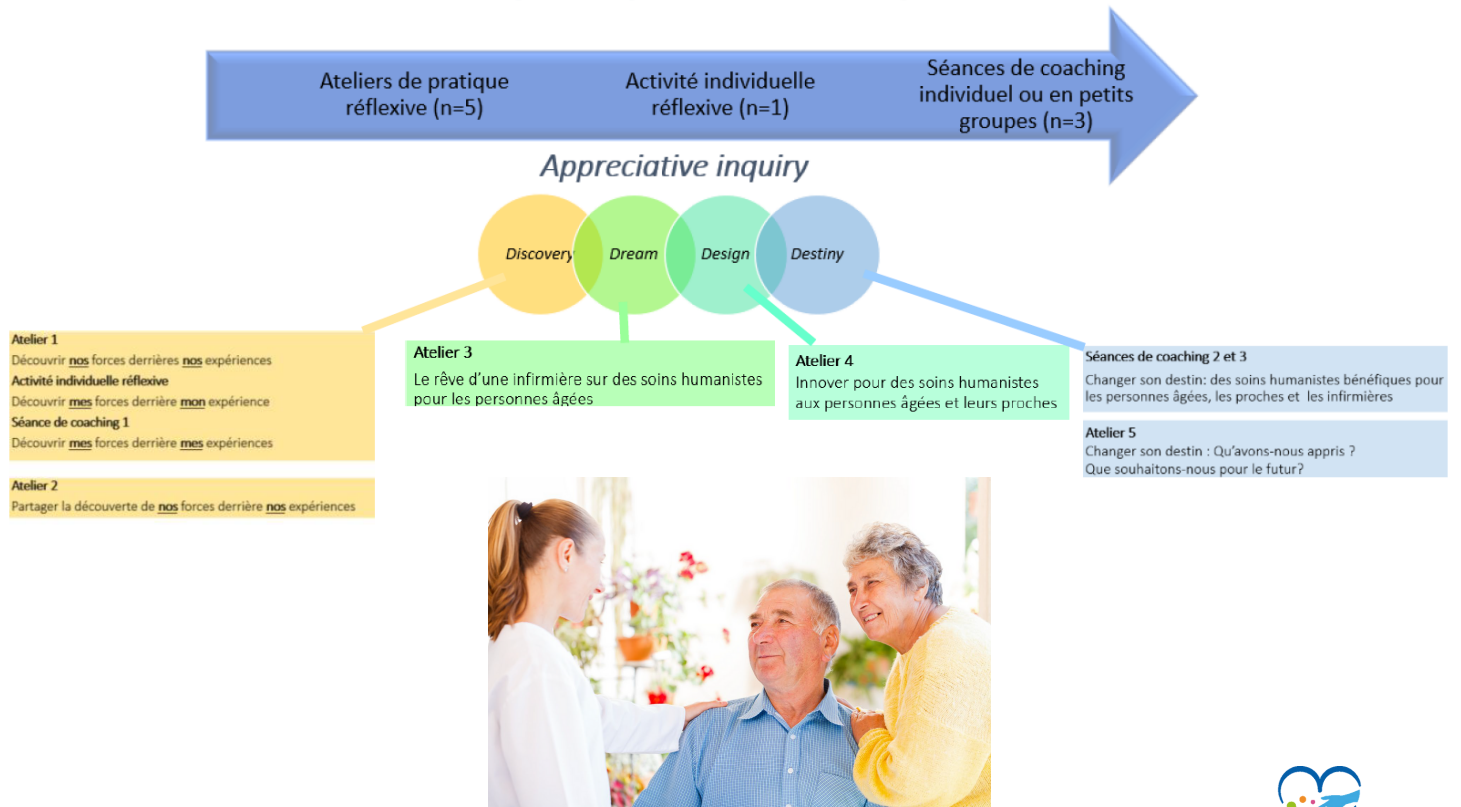 Ateliers de pratique
réflexive (n=5)
Activité individuelle
réflexive (n=1)
Séances de coaching
individuel ou en petits
groupes (n=3)
Appreciative inquiry
Discovery
Dream
Design
Destiny
Atelier 1
Découvrir nos forces derrières nos expériences
Activité individuelle réflexive
Découvrir mes forces derrière mon expérience
Séance de coaching 1
Découvrir mes forces derrière mes expériences
Atelier 2
Partager la découverte de nos forces derrière nos expériences
Atelier 3
Le rêve d'une infirmière sur des soins humanistes
pour les personnes âgées
Atelier 4
Innover pour des soins humanistes
aux personnes âgées et leurs proches
Séances de coaching 2 et 3
Changer son destin: des soins humanistes bénéfiques pour
les personnes âgées, les proches et les infirmières
Atelier 5
Changer son destin : Qu'avons-nous appris ?
Que souhaitons-nous pour le futur?